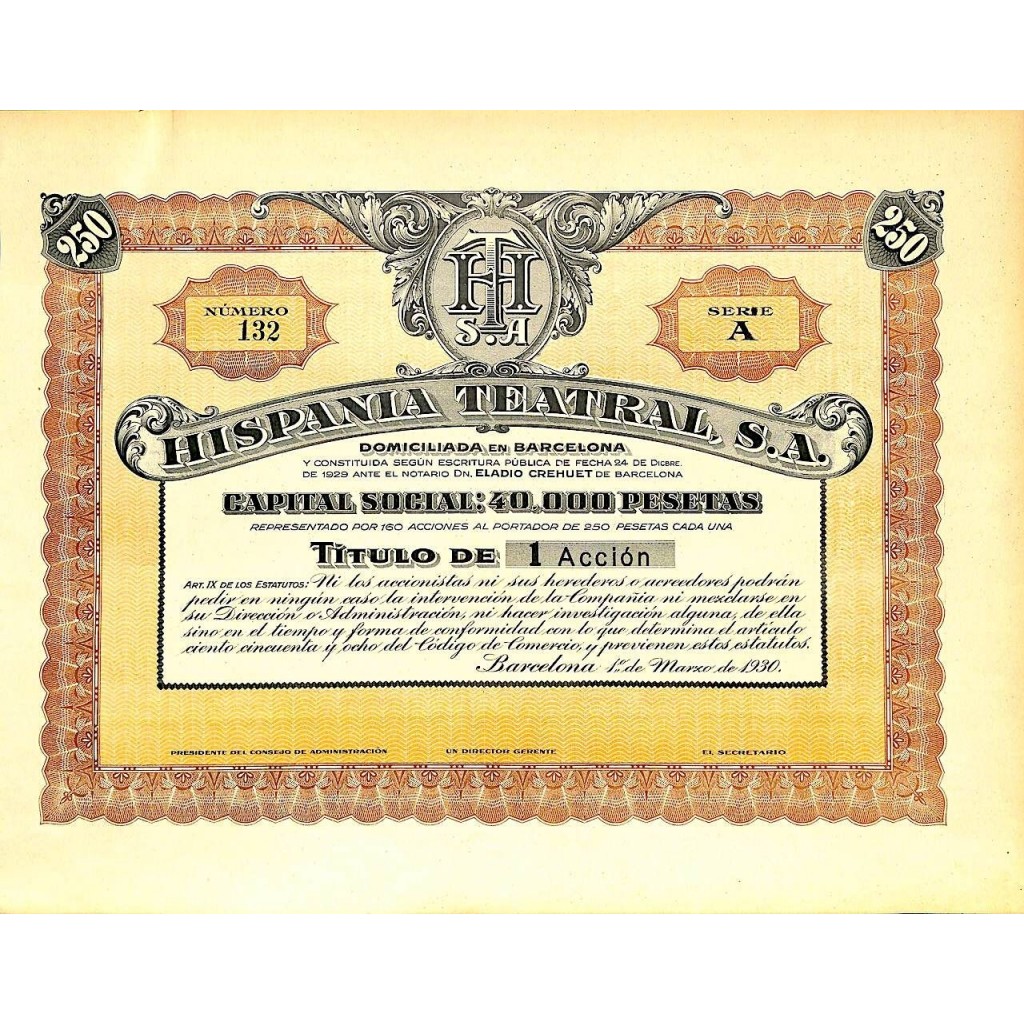 250
250
HT
S.A
NÚMERO
132
SERIE
A
HISPANIA TEATRAL, S.A.
DOMICILIADA EN BARCELONA
Y CONSTITUIDA SEGÚN ESCRITURA PÚBLICA DE FECHA 24 DE DICBRE.
DE 1929 ANTE EL NOTARIO DN. ELADIO CREHUET DE BARCELONA
CAPITAL SOCIAL: 40.000 PESETAS
REPRESENTADO POR 160 ACCIONES AL PORTADOR DE 250 PESETAS CADA UNA
TÍTULO DE 1 Acción
ART. IX DE LOS ESTATUTOS: Ni los accionistas ni sus herederos o acreedores podrán
pedir en ningún caso la intervención de la Compañía ni mezclarse en
su Dirección o Administración, ni hacer investigación alguna, de ella
sino en el tiempo y forma de conformidad con lo que determina el artículo
ciento cincuenta y ocho del Código de Comercio, y previenen estos estatutos.
Barcelona 1º de Marzo de 1930.
PRESIDENTE DEL CONSEJO DE ADMINISTRACIÓN
UN DIRECTOR GERENTE
EL SECRETARIO